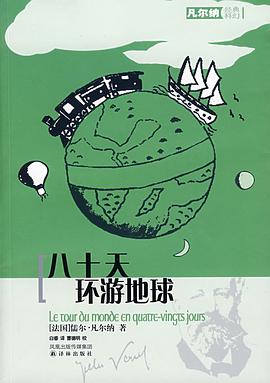 凡尔纳 经典
科幻
八十天
环游地球
Le tour du monde en quatre-vingts jours
[法国]儒尔·凡尔纳 著
白睿 译 曹德明 校
凤凰出版传媒集团
译林出版社
Jules Verne